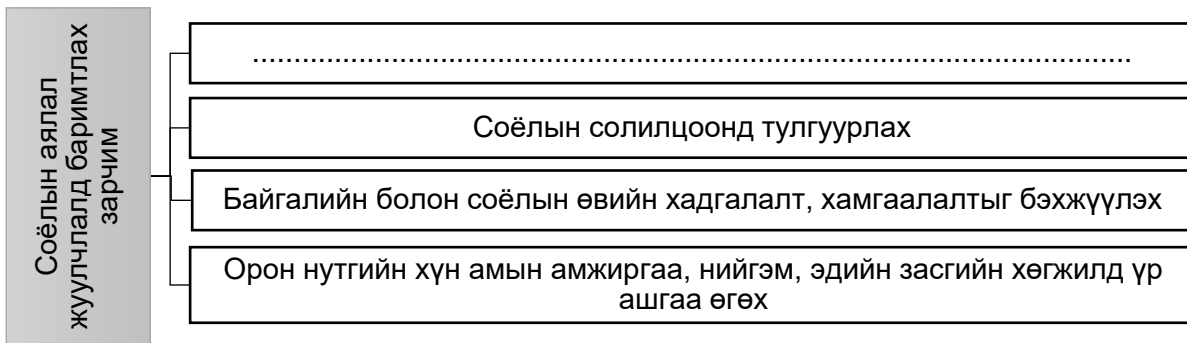 Соёлын аялал
жуулчлалд баримтлах
зарчим
..........................................................................................................
Соёлын солилцоонд тулгуурлах
Байгалийн болон соёлын өвийн хадгалалт, хамгаалалтыг бэхжүүлэх
Орон нутгийн хүн амын амжиргаа, нийгэм, эдийн засгийн хөгжилд үр
ашгаа өгөх